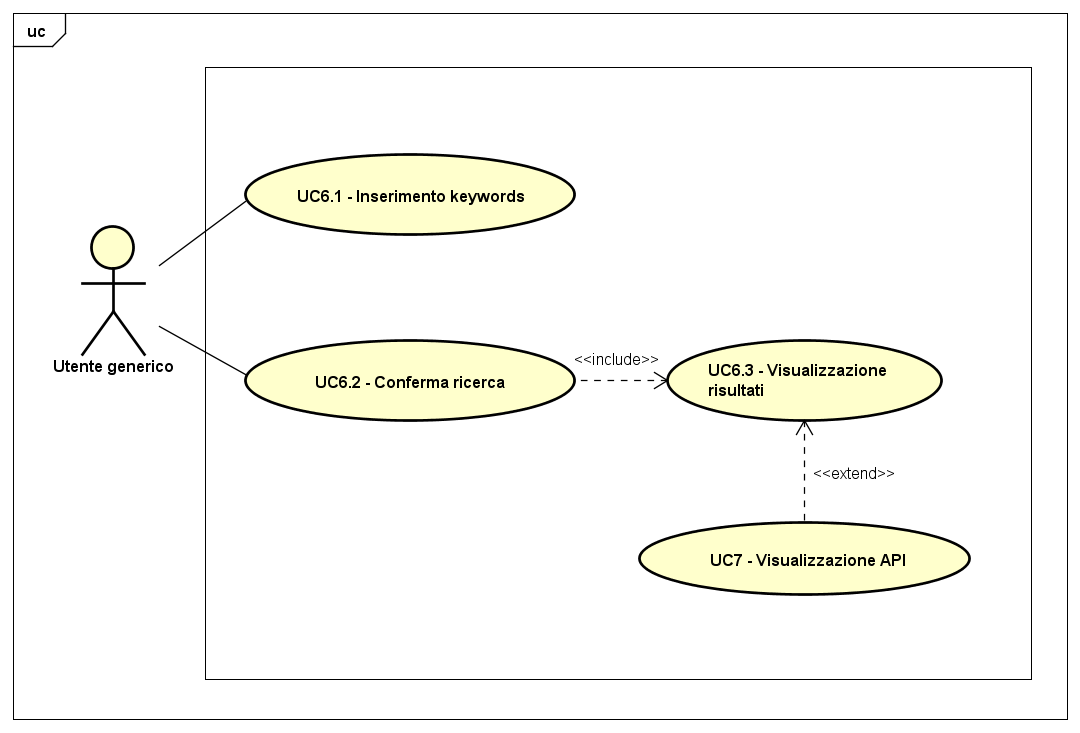 uc
UC6.1 - Inserimento keywords
Utente generico
UC6.2 - Conferma ricerca
<<include>>
UC6.3 - Visualizzazione
risultati
<<extend>>
UC7 - Visualizzazione API